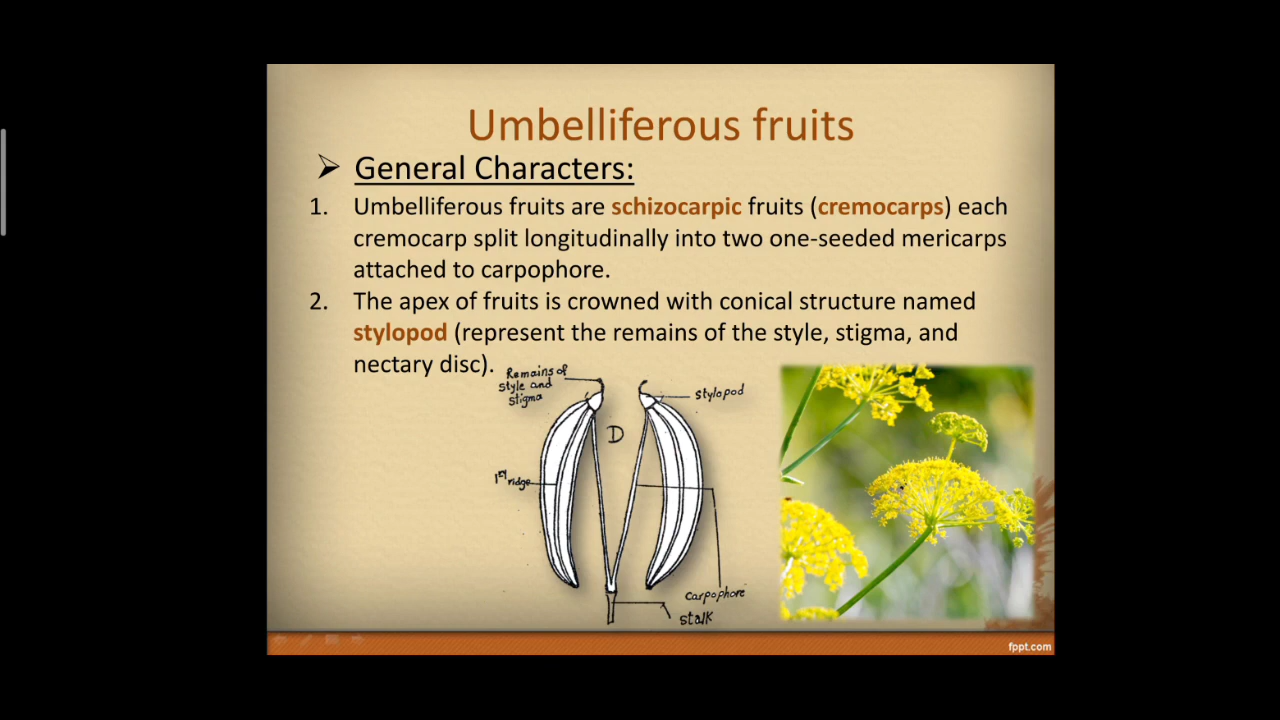 Umbelliferous fruits
➢ General Characters:
1. Umbelliferous fruits are schizocarpic fruits (cremocarps) each
cremocarp split longitudinally into two one-seeded mericarps
attached to carpophore.
2. The apex of fruits is crowned with conical structure named
stylopod (represent the remains of the style, stigma, and
nectary disc).
Remains of
style and
stigma
stylopod
D
1ry ridge
carpophore
stalk
fppt.com